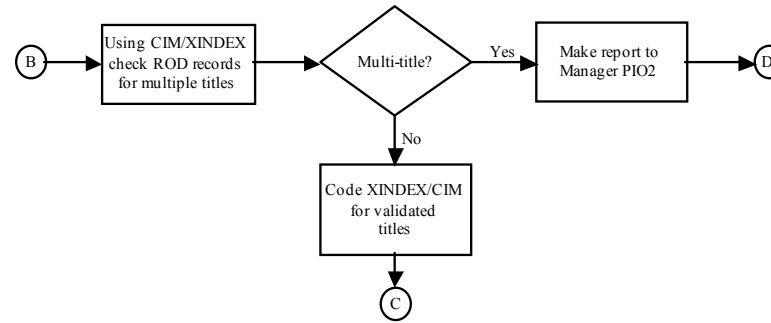 B
Using CIM/XINDEX
check ROD records
for multiple titles
Multi-title?
Yes
Make report to
Manager PIO2
D
No
Code XINDEX/CIM
for validated
titles
C